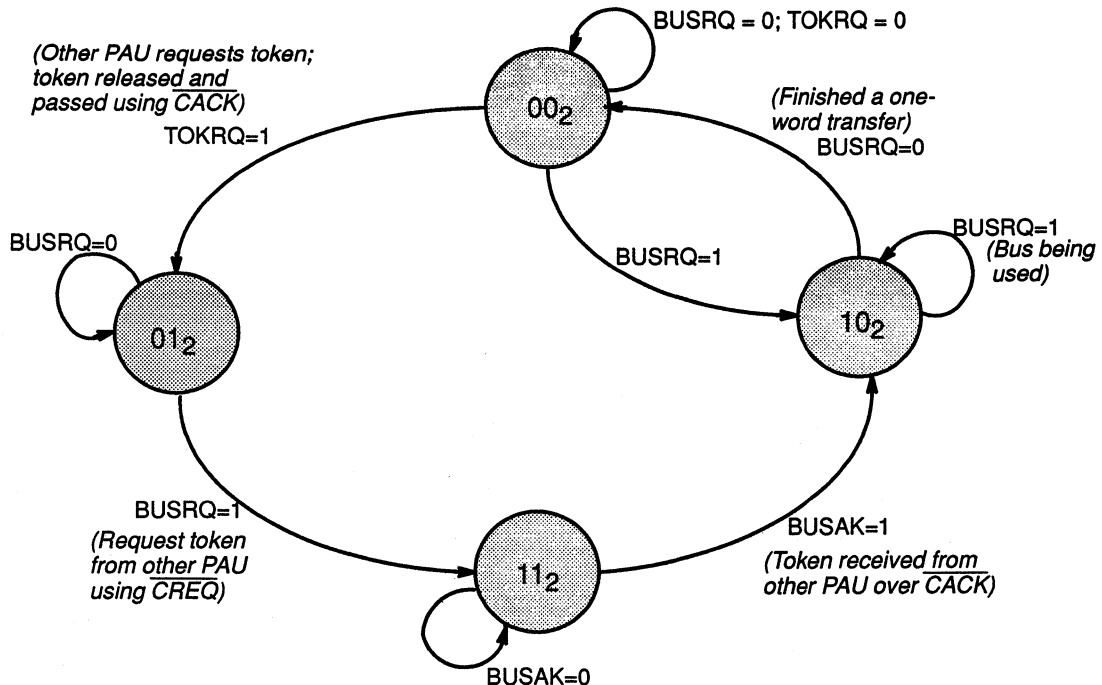 BUSRQ = 0; TOKRQ = 0
(Other PAU requests token;
token released and
passed using CACK)
TOKRQ=1
00₂
(Finished a one-
word transfer)
BUSRQ=0
BUSRQ=0
BUSRQ=1
BUSRQ=1
(Bus being
used)
01₂
10₂
BUSRQ=1
(Request token
from other PAU
using CREQ)
11₂
BUSAK=1
(Token received from
other PAU over CACK)
BUSAK=0